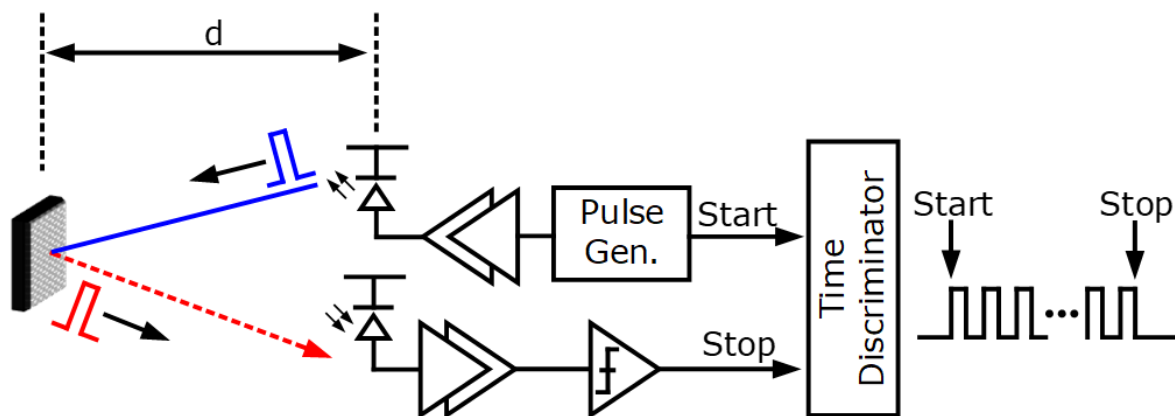 d
Pulse
Gen.
Start
Stop
Time
Discriminator
Start
Stop